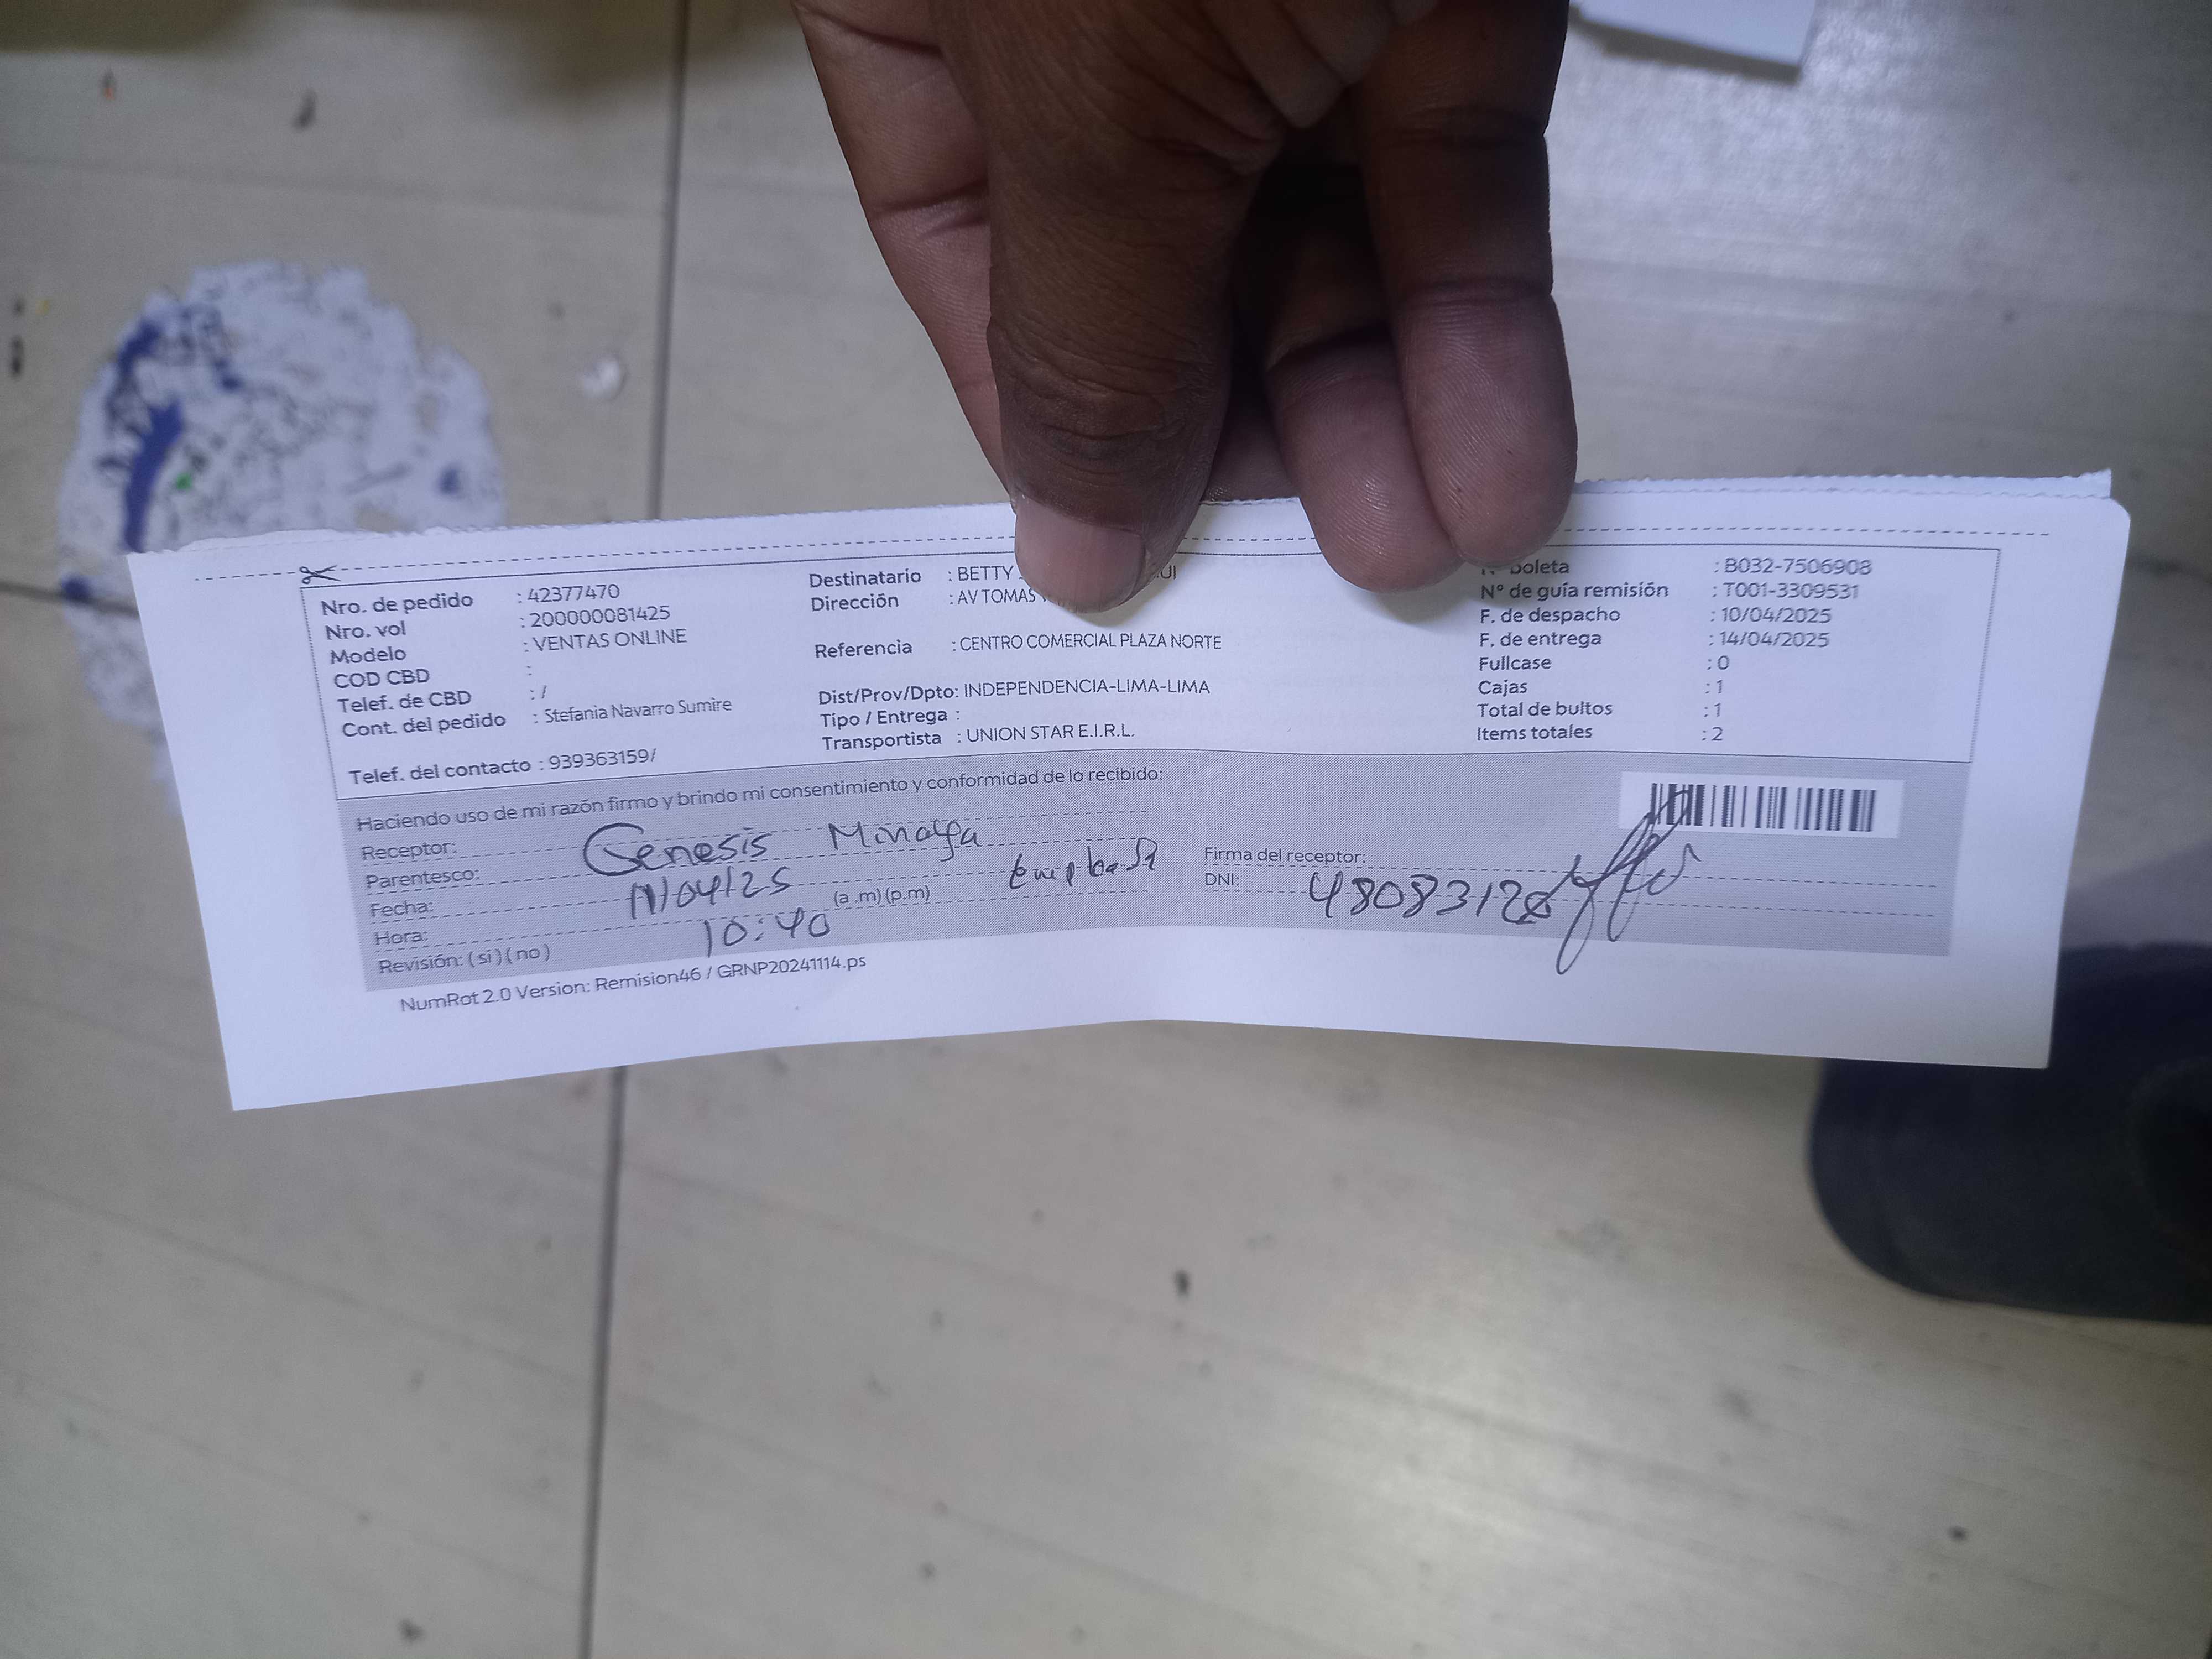 Nro. de pedido : 42377470
Nro. vol : 200000081425
Modelo : VENTAS ONLINE
COD CBD :
Telef. de CBD : /
Cont. del pedido : Stefania Navarro Sumire
Telef. del contacto : 939363159/
Destinatario : BETTY
Dirección : AV TOMAS
Referencia : CENTRO COMERCIAL PLAZA NORTE
Dist/Prov/Dpto: INDEPENDENCIA-LIMA-LIMA
Tipo / Entrega :
Transportista : UNION STAR E.I.R.L.
boleta : B032-7506908
N° de guía remisión : T001-3309531
F. de despacho : 10/04/2025
F. de entrega : 14/04/2025
Fullcase : 0
Cajas : 1
Total de bultos : 1
Items totales : 2
Haciendo uso de mi razón firmo y brindo mi consentimiento y conformidad de lo recibido:
Receptor: Genesis
Parentesco:
Fecha: 11/04/25 (a .m) (p.m)
Hora: 10:40
Revisión: ( si ) ( no )
Firma del receptor:
DNI: 4808312
NumRot 2.0 Version: Remision46 / GRNP20241114.ps